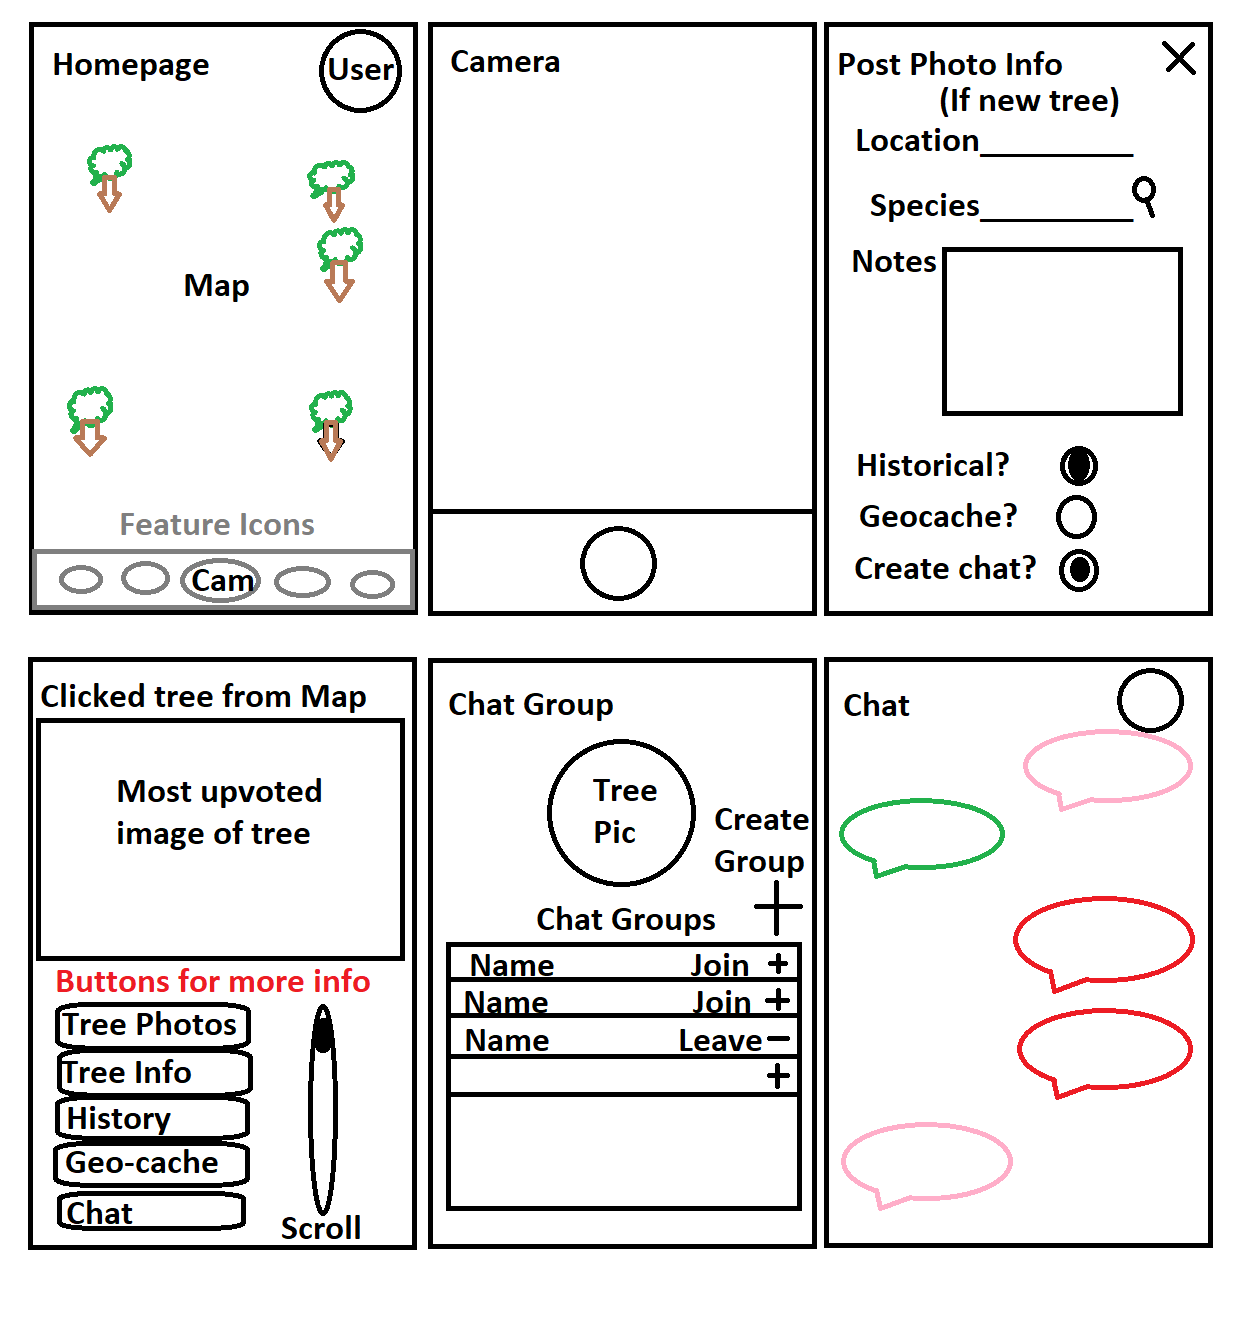 Homepage
User
Map
Feature Icons
Cam
Camera
Post Photo Info
(If new tree)
Location__________
Species__________
Notes
Historical?
Geocache?
Create chat?
Clicked tree from Map
Most upvoted
image of tree
Buttons for more info
Tree Photos
Tree Info
History
Geo-cache
Chat
Scroll
Chat Group
Tree
Pic
Create
Group
+
Chat Groups
Name Join +
Name Join +
Name Leave -
+
Chat